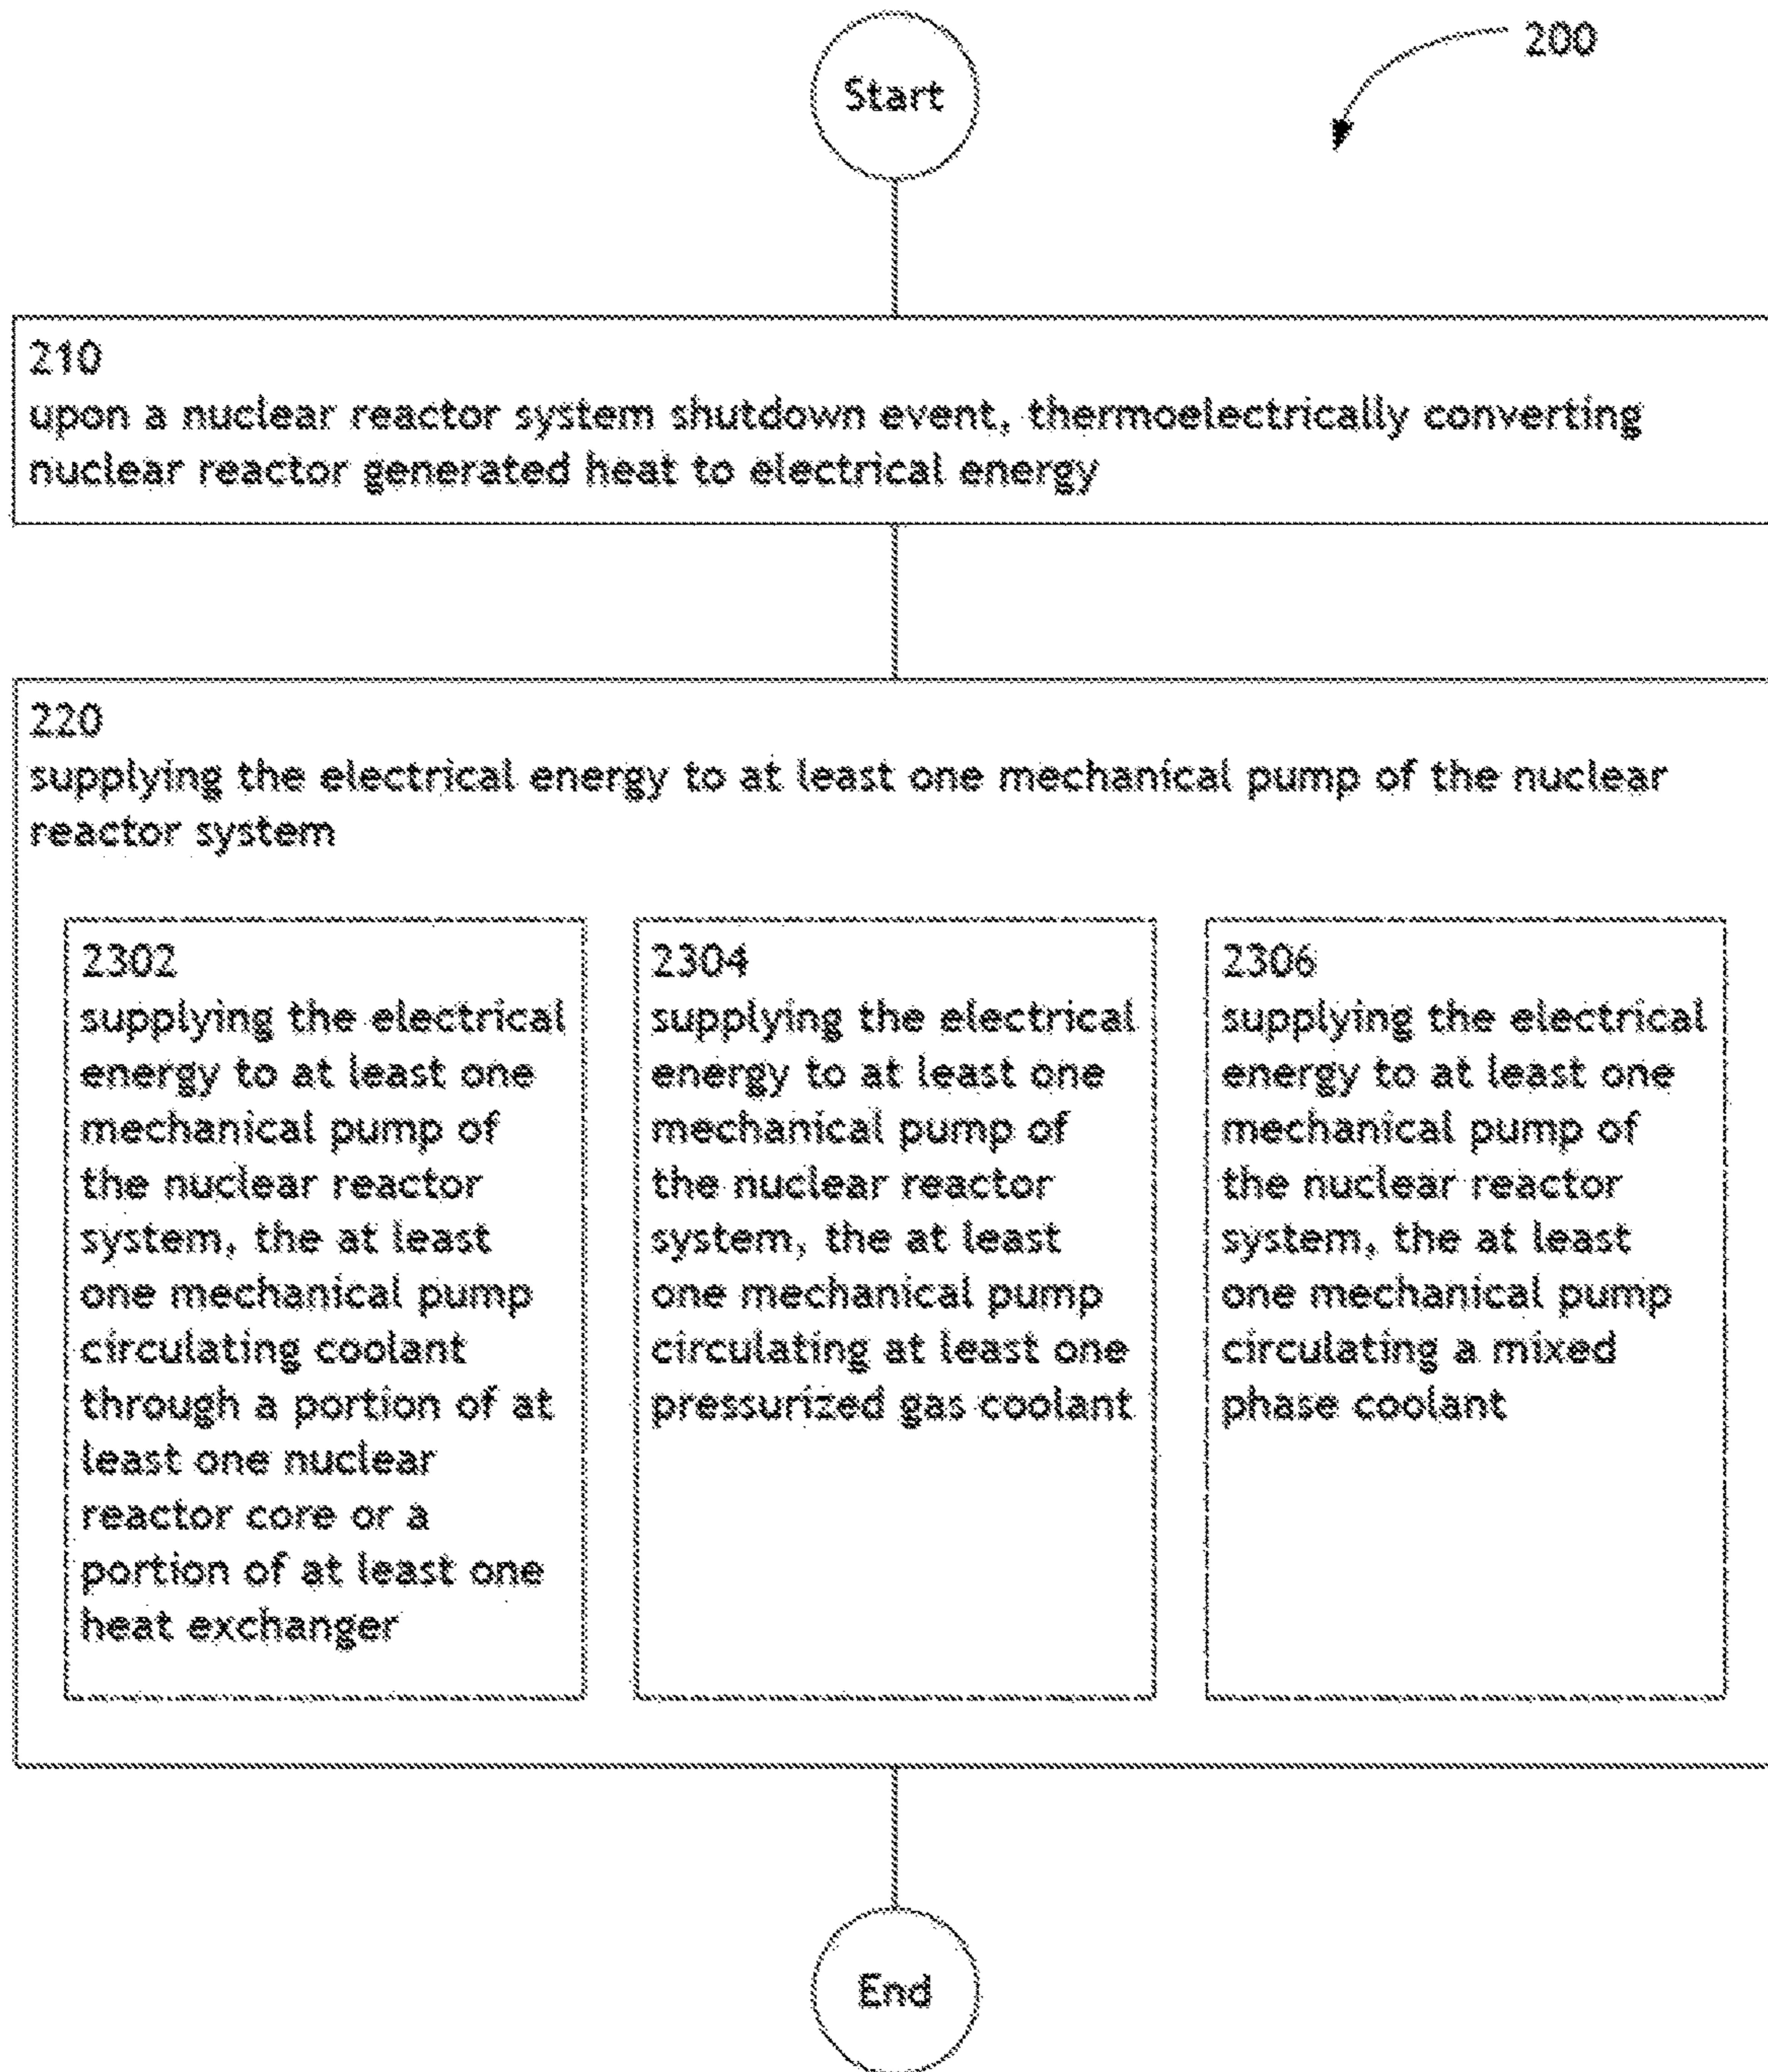 Start
200
210
upon a nuclear reactor system shutdown event, thermoelectrically converting
nuclear reactor generated heat to electrical energy
220
supplying the electrical energy to at least one mechanical pump of the nuclear
reactor system
2302
supplying the electrical
energy to at least one
mechanical pump of
the nuclear reactor
system, the at least
one mechanical pump
circulating coolant
through a portion of at
least one nuclear
reactor core or a
portion of at least one
heat exchanger
2304
supplying the electrical
energy to at least one
mechanical pump of
the nuclear reactor
system, the at least
one mechanical pump
circulating at least one
pressurized gas coolant
2306
supplying the electrical
energy to at least one
mechanical pump of
the nuclear reactor
system, the at least
one mechanical pump
circulating a mixed
phase coolant
End